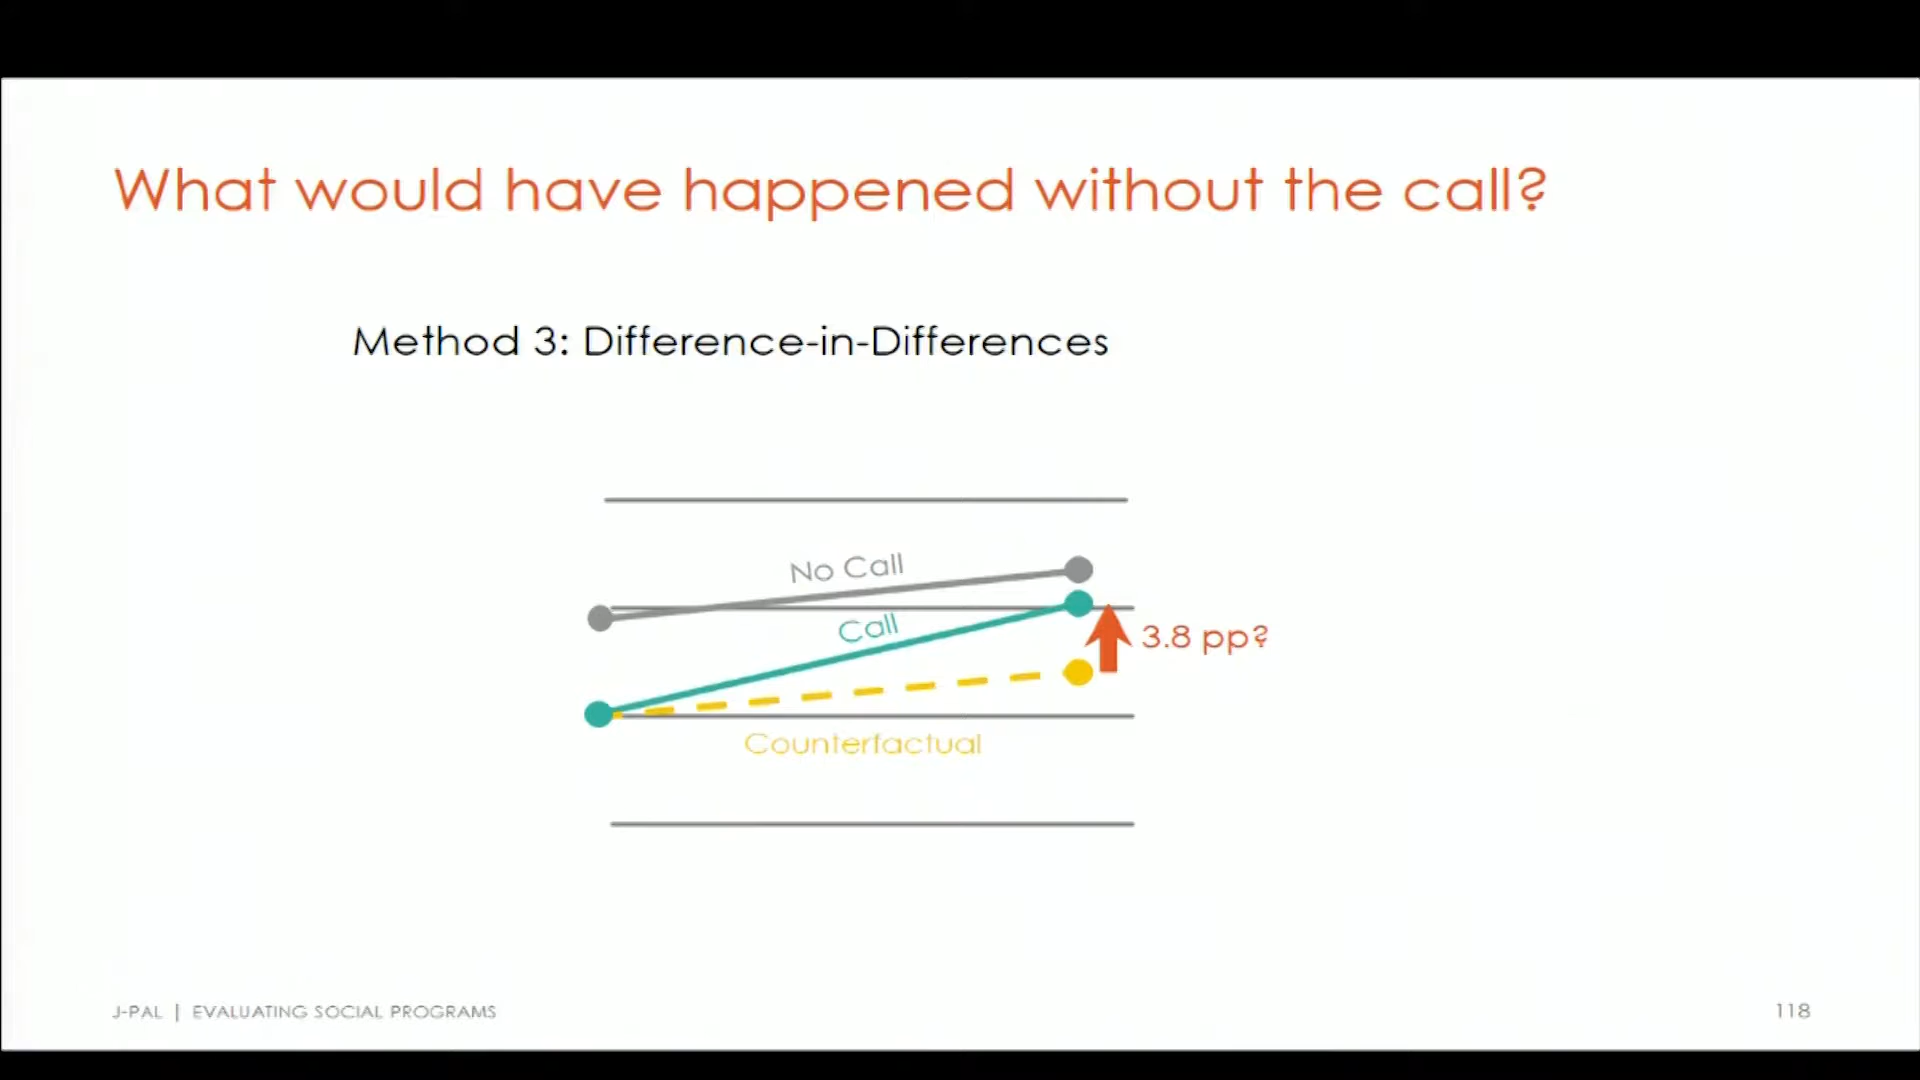 What would have happened without the call?
Method 3: Difference-in-Differences
No Call
Call
3.8 pp?
Counterfactual
J-PAL | EVALUATING SOCIAL PROGRAMS
118